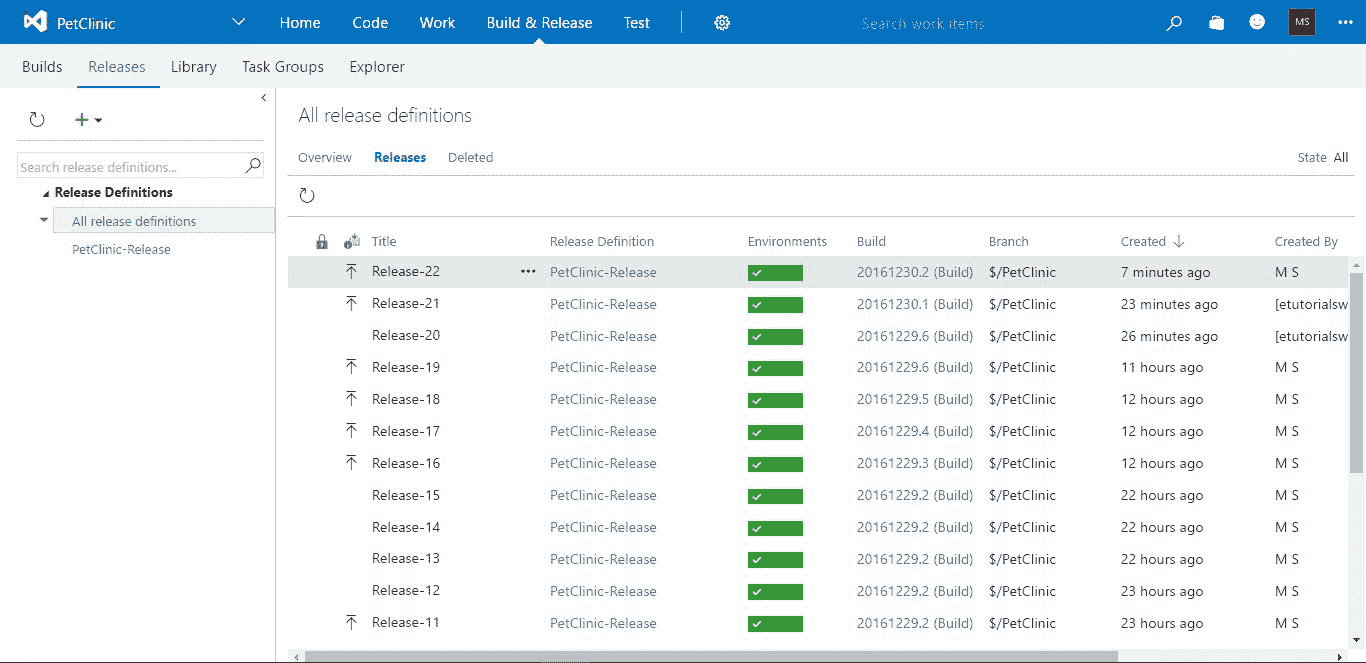 PetClinic Home Code Work Build & Release Test Search work items MS
Builds Releases Library Task Groups Explorer
All release definitions
Overview Releases Deleted State All
Search release definitions...
Release Definitions
All release definitions
PetClinic-Release
Title Release Definition Environments Build Branch Created Created By
Release-22 ... PetClinic-Release 20161230.2 (Build) $/PetClinic 7 minutes ago M S
Release-21 PetClinic-Release 20161230.1 (Build) $/PetClinic 23 minutes ago [etutorialsw
Release-20 PetClinic-Release 20161229.6 (Build) $/PetClinic 26 minutes ago [etutorialsw
Release-19 PetClinic-Release 20161229.6 (Build) $/PetClinic 11 hours ago M S
Release-18 PetClinic-Release 20161229.5 (Build) $/PetClinic 12 hours ago M S
Release-17 PetClinic-Release 20161229.4 (Build) $/PetClinic 12 hours ago M S
Release-16 PetClinic-Release 20161229.3 (Build) $/PetClinic 12 hours ago M S
Release-15 PetClinic-Release 20161229.2 (Build) $/PetClinic 22 hours ago M S
Release-14 PetClinic-Release 20161229.2 (Build) $/PetClinic 22 hours ago M S
Release-13 PetClinic-Release 20161229.2 (Build) $/PetClinic 22 hours ago M S
Release-12 PetClinic-Release 20161229.2 (Build) $/PetClinic 23 hours ago M S
Release-11 PetClinic-Release 20161229.2 (Build) $/PetClinic 23 hours ago M S